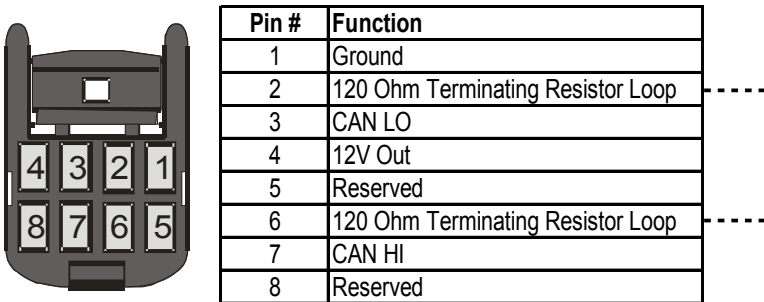 4 3 2 1
8 7 6 5
Pin # Function
1 Ground
2 120 Ohm Terminating Resistor Loop
3 CAN LO
4 12V Out
5 Reserved
6 120 Ohm Terminating Resistor Loop
7 CAN HI
8 Reserved